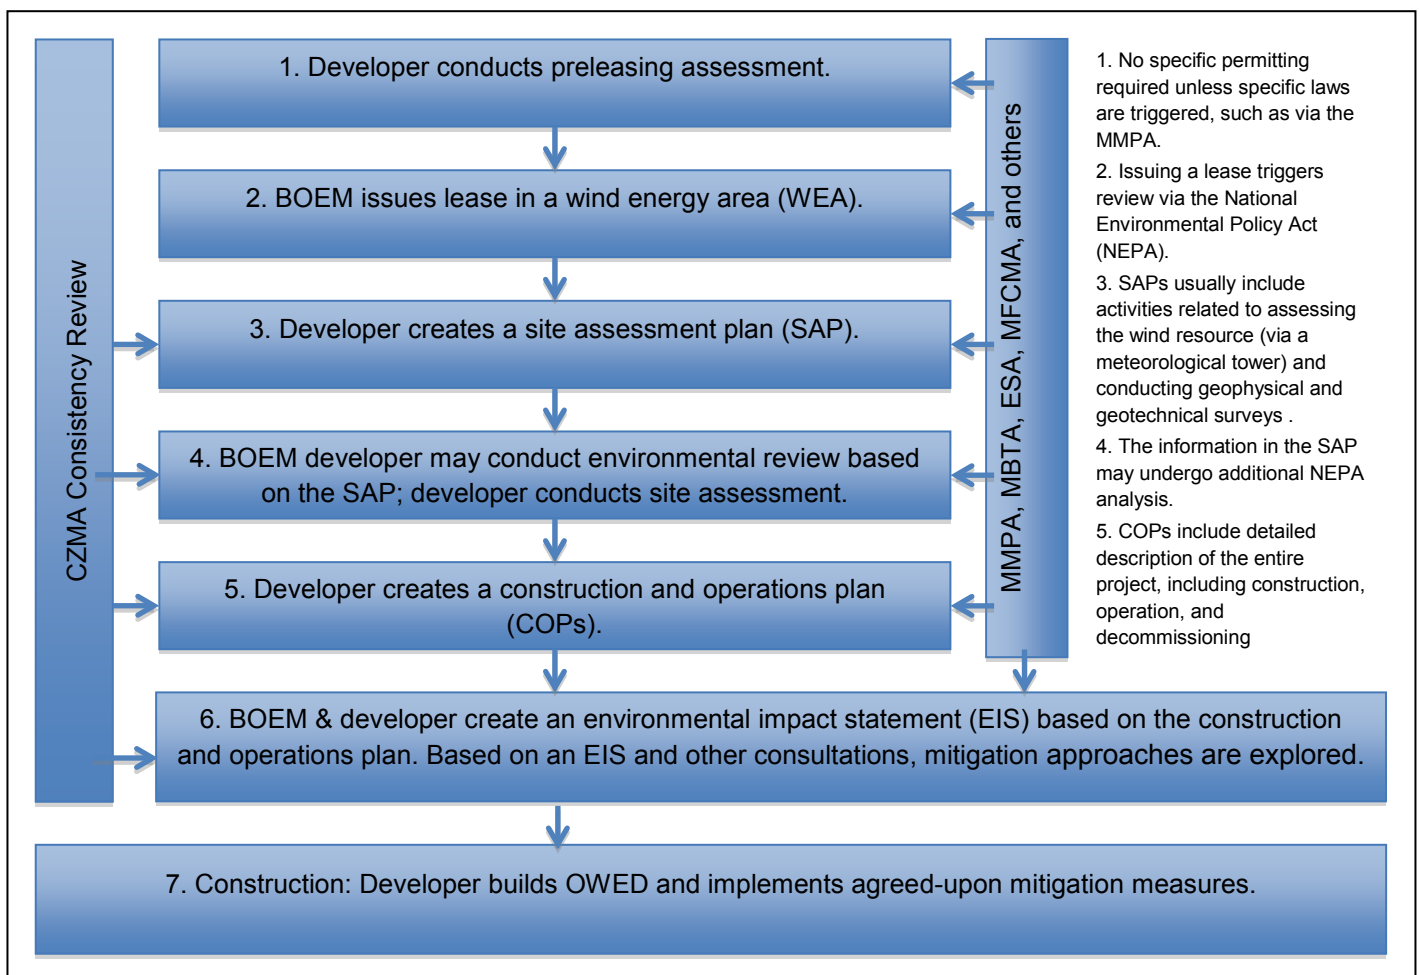 CZMA Consistency Review
1. Developer conducts preleasing assessment.
2. BOEM issues lease in a wind energy area (WEA).
3. Developer creates a site assessment plan (SAP).
4. BOEM developer may conduct environmental review based
on the SAP; developer conducts site assessment.
5. Developer creates a construction and operations plan
(COPs).
6. BOEM & developer create an environmental impact statement (EIS) based on the construction
and operations plan. Based on an EIS and other consultations, mitigation approaches are explored.
7. Construction: Developer builds OWED and implements agreed-upon mitigation measures.
MMPA, MBTA, ESA, MFCMA, and others
1. No specific permitting
required unless specific laws
are triggered, such as via the
MMPA.
2. Issuing a lease triggers
review via the National
Environmental Policy Act
(NEPA).
3. SAPs usually include
activities related to assessing
the wind resource (via a
meteorological tower) and
conducting geophysical and
geotechnical surveys .
4. The information in the SAP
may undergo additional NEPA
analysis.
5. COPs include detailed
description of the entire
project, including construction,
operation, and
decommissioning